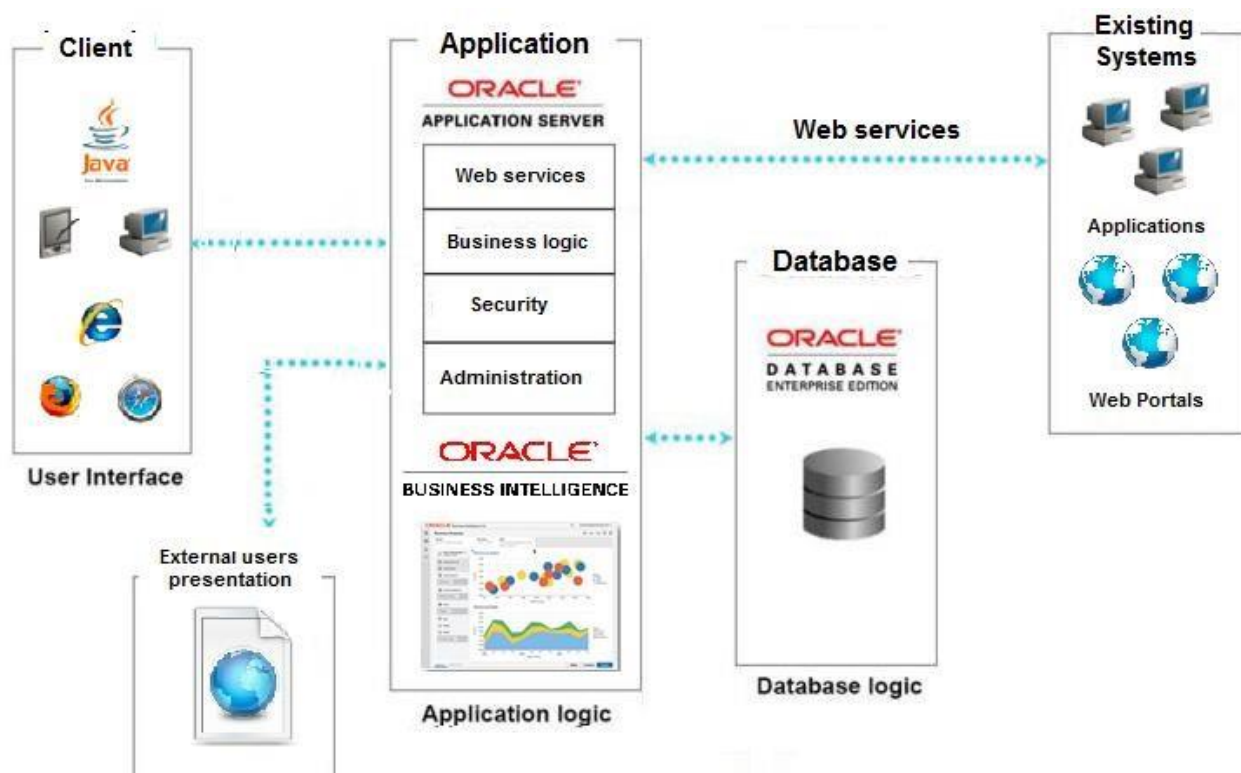 Client
Java
User Interface
External users
presentation
Application
ORACLE
APPLICATION SERVER
Web services
Business logic
Security
Administration
ORACLE
BUSINESS INTELLIGENCE
Application logic
Web services
Database
ORACLE
DATABASE
ENTERPRISE EDITION
Database logic
Existing
Systems
Applications
Web Portals